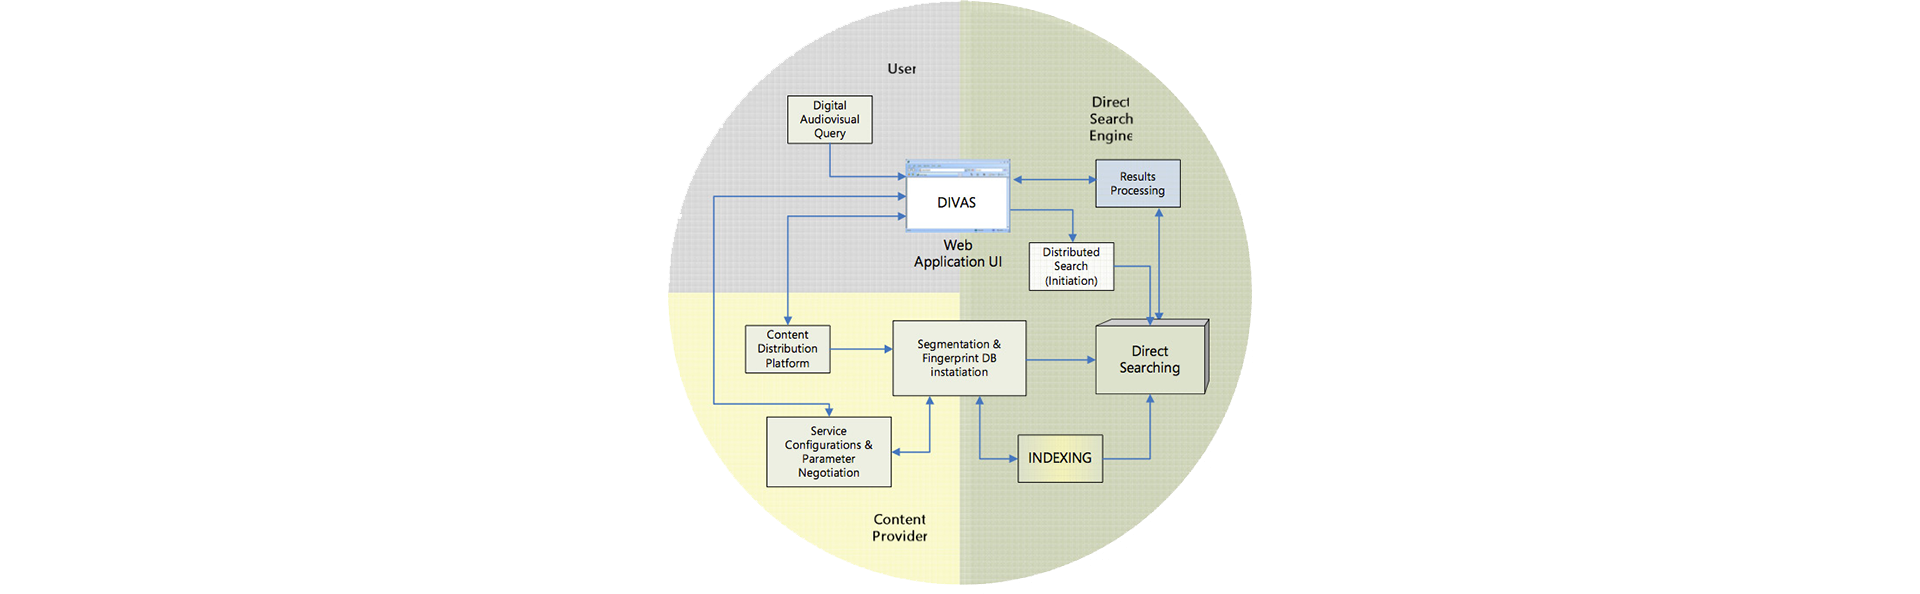 User
Digital
Audiovisual
Query
Direct
Search
Engine
Results
Processing
DIVAS
Web
Application UI
Distributed
Search
(Initiation)
Content
Distribution
Platform
Segmentation &
Fingerprint DB
instatiation
Direct
Searching
Service
Configurations &
Parameter
Negotiation
INDEXING
Content
Provider